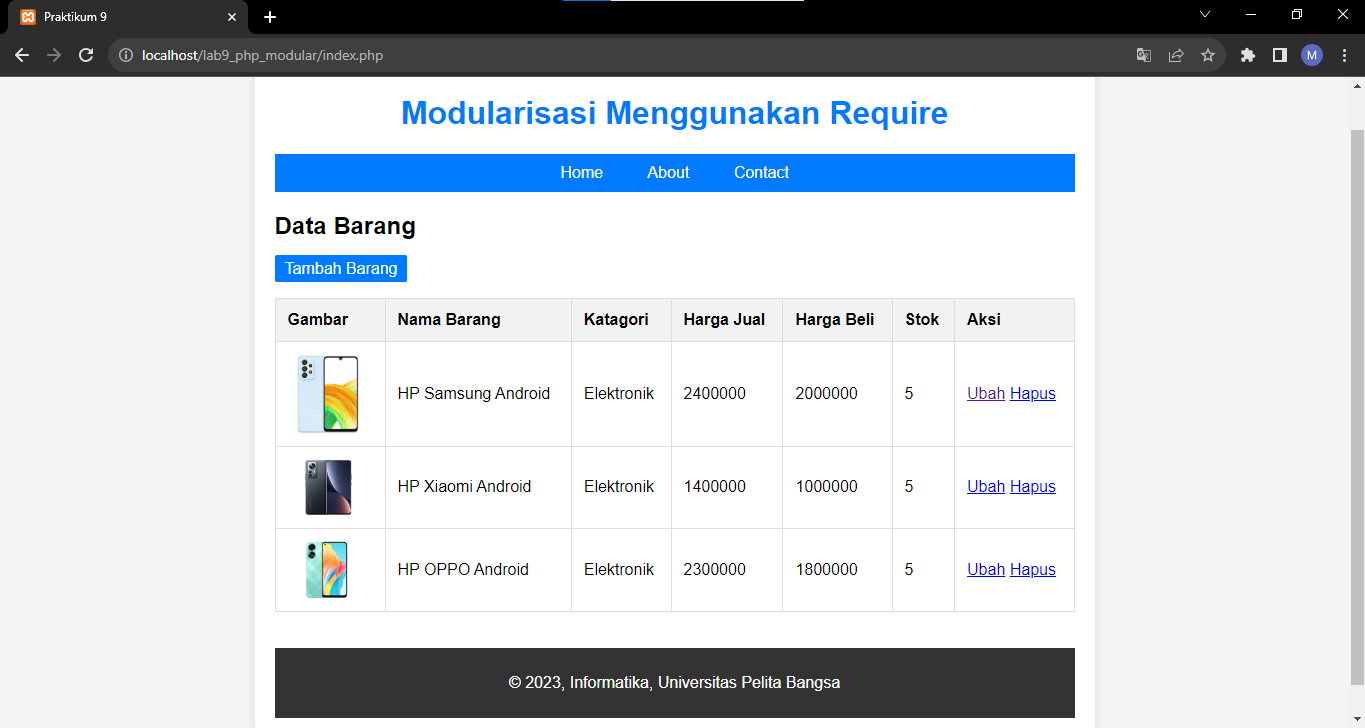 Praktikum 9
localhost/lab9_php_modular/index.php
M
Modularisasi Menggunakan Require
Home About Contact
Data Barang
Tambah Barang
Gambar Nama Barang Katagori Harga Jual Harga Beli Stok Aksi
HP Samsung Android Elektronik 2400000 2000000 5 Ubah Hapus
HP Xiaomi Android Elektronik 1400000 1000000 5 Ubah Hapus
HP OPPO Android Elektronik 2300000 1800000 5 Ubah Hapus
© 2023, Informatika, Universitas Pelita Bangsa